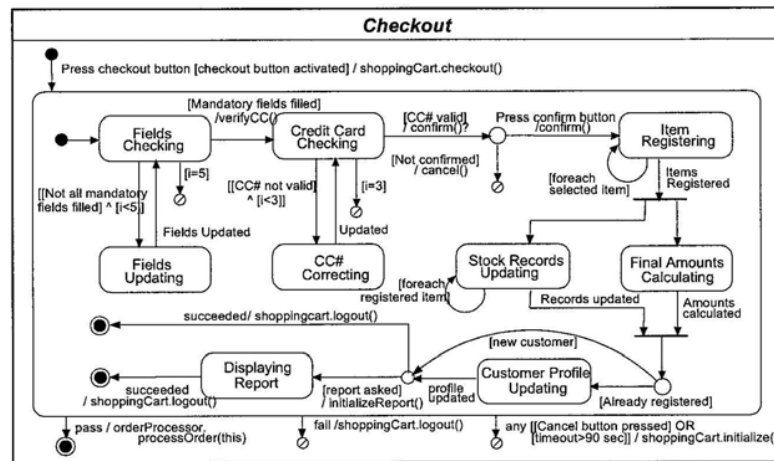 Checkout
Press checkout button [checkout button activated] / shoppingCart.checkout()
[Mandatory fields filled]
/verifyCC()
[CC# valid]
/ confirm()?
Press confirm button
/confirm()
Fields
Checking
Credit Card
Checking
Item
Registering
[Not confirmed]
/ cancel()
[i=5]
[i=3]
[[Not all mandatory
fields filled] ^ [i<5]]
[[CC# not valid]
^ [i<3]]
[foreach
selected item]
Items
Registered
Fields Updated
Updated
Fields
Updating
CC#
Correcting
Stock Records
Updating
Final Amounts
Calculating
[foreach
registered item]
Records updated
Amounts
calculated
succeeded/ shoppingcart.logout()
[new customer]
Displaying
Report
Customer Profile
Updating
succeeded
/ shoppingCart.logout()
[report asked]
/ initializeReport()
profile
updated
[Already registered]
pass / orderProcessor.
processOrder(this)
fail /shoppingCart.logout()
any [[Cancel button pressed] OR
[timeout>90 sec]] / shoppingCart.initialize()